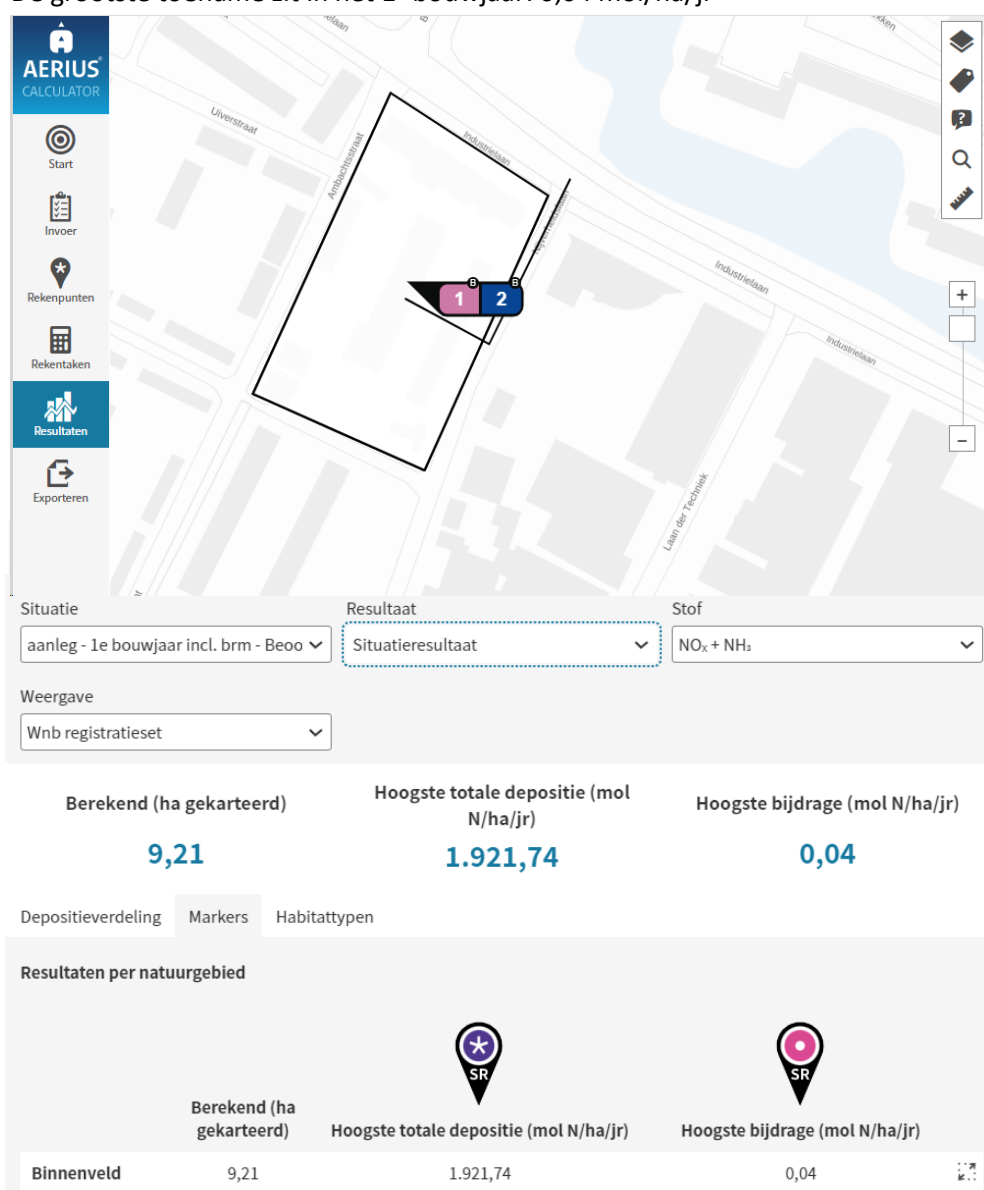 AERIUS®
CALCULATOR
Start
Invoer
Rekenpunten
Rekentaken
Resultaten
Exporteren
Uiverstraat
Ambachtsstraat
Industrielaan
Industrielaan
Industrielaan
Laan der Techniek
1 B
2 B
?
+
–
Situatie
Resultaat
Stof
aanleg - 1e bouwjaar incl. brm - Beoo
Situatieresultaat
NOₓ + NH₃
Weergave
Wnb registratieset
Berekend (ha gekarteerd)
Hoogste totale depositie (mol
N/ha/jr)
Hoogste bijdrage (mol N/ha/jr)
9,21
1.921,74
0,04
Depositieverdeling Markers Habitattypen
Resultaten per natuurgebied
SR
SR
Berekend (ha
gekarteerd)
Hoogste totale depositie (mol N/ha/jr)
Hoogste bijdrage (mol N/ha/jr)
Binnenveld 9,21 1.921,74 0,04